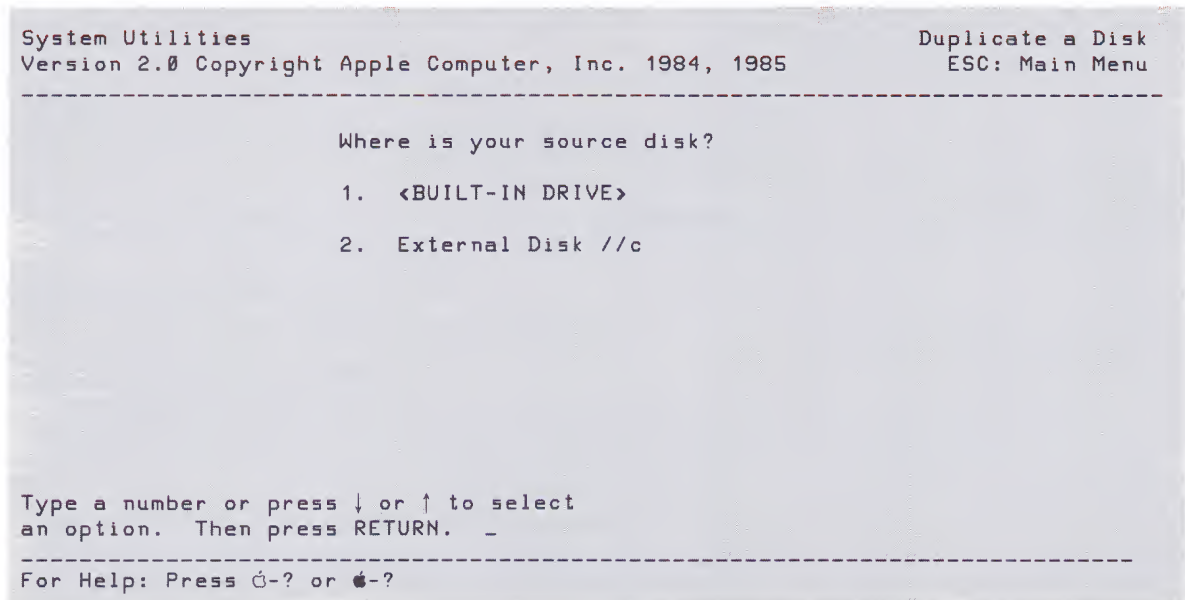 System Utilities Duplicate a Disk
Version 2.0 Copyright Apple Computer, Inc. 1984, 1985 ESC: Main Menu
Where is your source disk?
1. <BUILT-IN DRIVE>
2. External Disk //c
Type a number or press ↓ or ↑ to select
an option. Then press RETURN. _
For Help: Press -? or -?